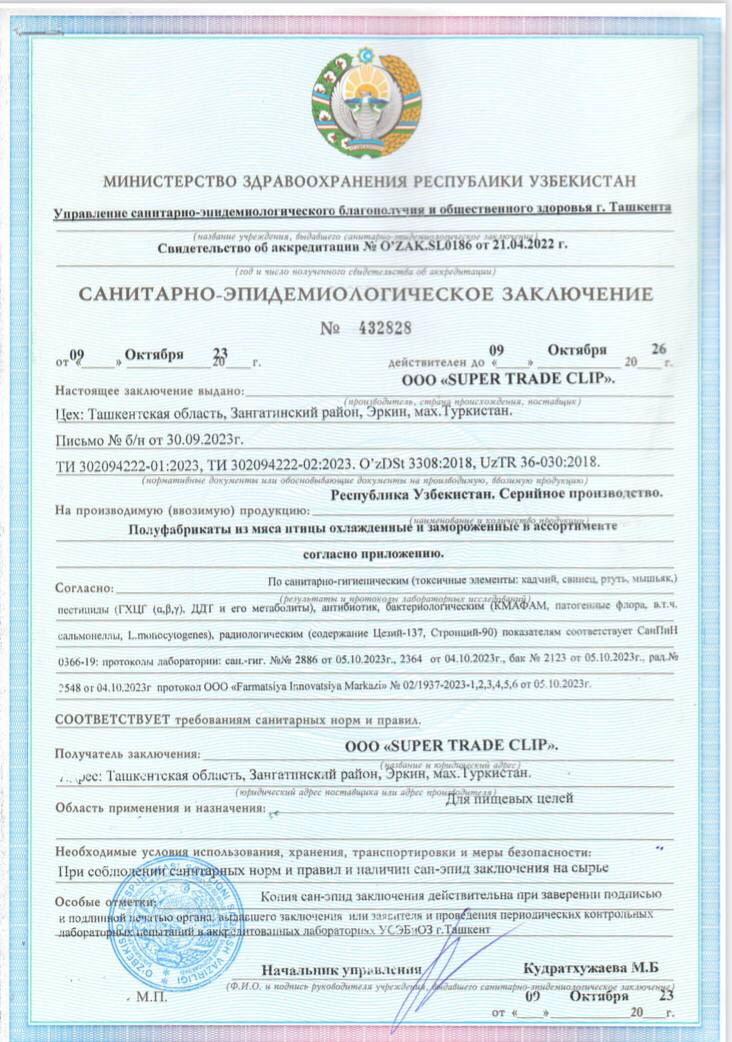 МИНИСТЕРСТВО ЗДРАВООХРАНЕНИЯ РЕСПУБЛИКИ УЗБЕКИСТАН
Управление санитарно-эпидемиологического благополучия и общественного здоровья г. Ташкента
(название учреждения, выдавшего санитарно-эпидемиологическое заключение)
Свидетельство об аккредитации № O’ZAK.SL0186 от 21.04.2022 г.
(год и число полученного свидетельства об аккредитации)
САНИТАРНО-ЭПИДЕМИОЛОГИЧЕСКОЕ ЗАКЛЮЧЕНИЕ
№ 432828
от «09» Октября 2023 г. действителен до «09» Октября 2026 г.
ООО «SUPER TRADE CLIP».
Настоящее заключение выдано:
(производитель, страна происхождения, поставщик)
Цех: Ташкентская область, Зангатинский район, Эркин, мах.Туркистан.
Письмо № б/н от 30.09.2023г.
ТИ 302094222-01:2023, ТИ 302094222-02:2023. O’zDSt 3308:2018, UzTR 36-030:2018.
(нормативные документы или обосновывающие документы на производимую, ввозимую продукцию)
Республика Узбекистан. Серийное производство.
На производимую (ввозимую) продукцию:
(наименование и количество продукции)
Полуфабрикаты из мяса птицы охлажденные и замороженные в ассортименте
согласно приложению.
Согласно: По санитарно-гигиеническим (токсичные элементы: кадмий, свинец, ртуть, мышьяк,)
(результаты и протоколы лабораторных исследований)
пестициды (ГХЦГ (α,β,γ), ДДТ и его метаболиты), антибиотик, бактериологическим (КМАФАМ, патогенные флора, в.т.ч.
сальмонеллы, L.monocytogenes), радиологическим (содержание Цезий-137, Стронций-90) показателям соответствует СанПиН
0366-19: протоколы лаборатории: сан.-гиг. №№ 2886 от 05.10.2023г., 2364 от 04.10.2023г., бак № 2123 от 05.10.2023г., рад.№
2548 от 04.10.2023г протокол ООО «Farmatsiya Innovatsiya Markazi» № 02/1937-2023-1,2,3,4,5,6 от 05.10.2023г.
СООТВЕТСТВУЕТ требованиям санитарных норм и правил.
ООО «SUPER TRADE CLIP».
Получатель заключения:
(название и юридический адрес)
Адрес: Ташкентская область, Зангатинский район, Эркин, мах.Туркистан.
(юридический адрес поставщика или адрес производителя)
Область применения и назначения: Для пищевых целей
Необходимые условия использования, хранения, транспортировки и меры безопасности:
При соблюдении санитарных норм и правил и наличии сан-эпид заключения на сырье
Особые отметки: Копия сан-эпид заключения действительна при заверении подписью
и подлинной печатью органа, выдавшего заключения или заявителя и проведения периодических контрольных
лабораторных испытаний в аккредитованных лабораториях УСЭБиОЗ г.Ташкент
Начальник управления Кудратхужаева М.Б
(Ф.И.О. и подпись руководителя учреждения, выдавшего санитарно-эпидемиологическое заключение)
М.П. от «09» Октября 2023 г.